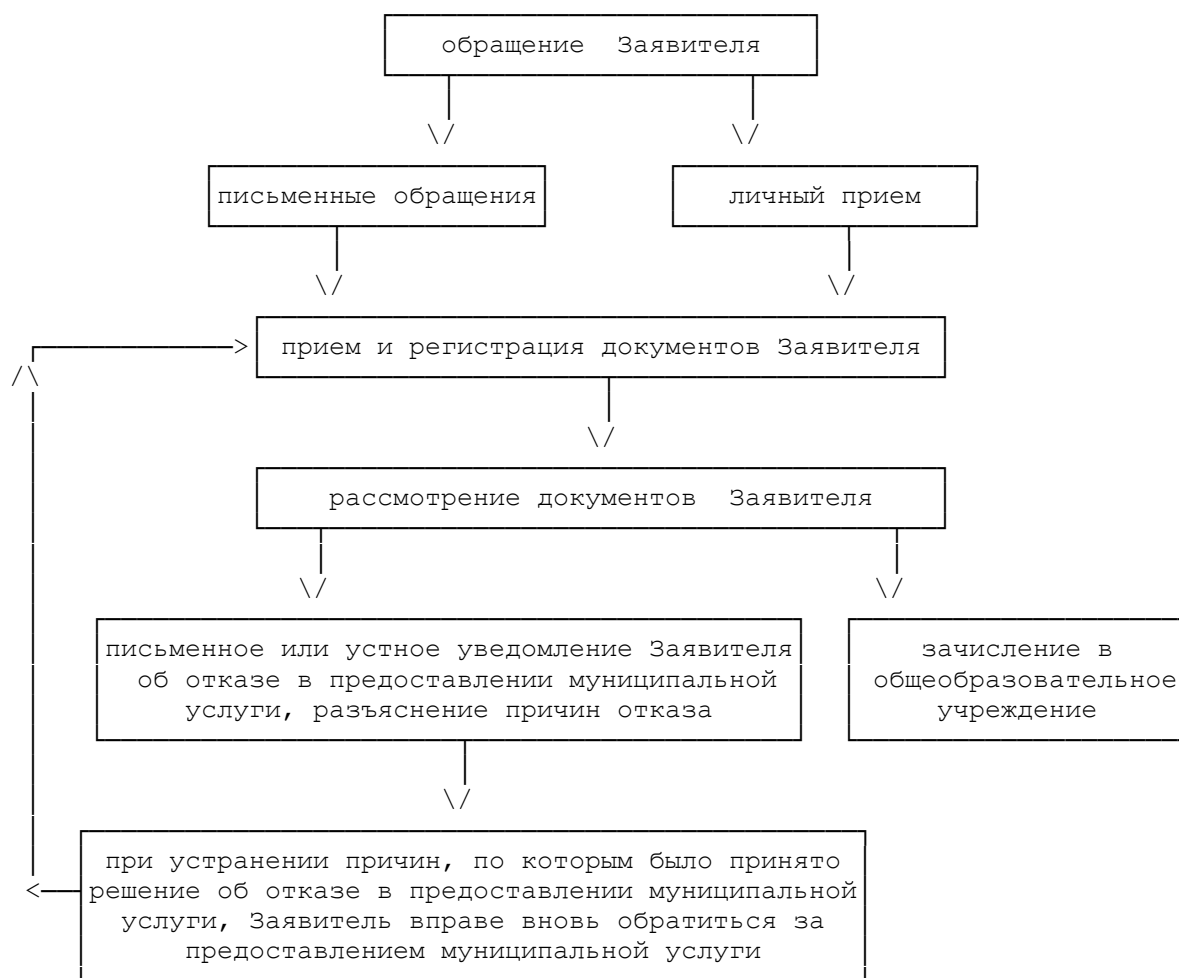 обращение Заявителя
письменные обращения
личный прием
прием и регистрация документов Заявителя
рассмотрение документов Заявителя
письменное или устное уведомление Заявителя
об отказе в предоставлении муниципальной
услуги, разъяснение причин отказа
зачисление в
общеобразовательное
учреждение
при устранении причин, по которым было принято
решение об отказе в предоставлении муниципальной
услуги, Заявитель вправе вновь обратиться за
предоставлением муниципальной услуги